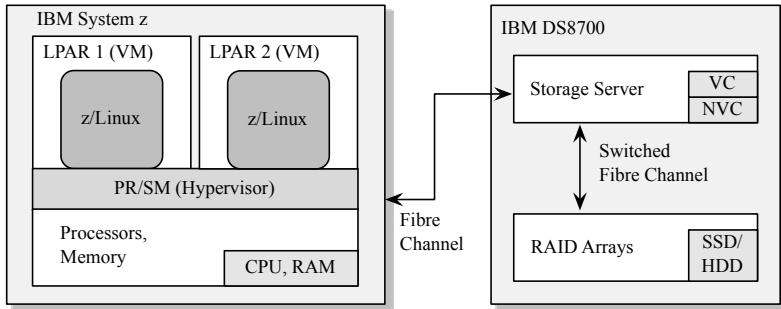 IBM System z
LPAR 1 (VM)
LPAR 2 (VM)
z/Linux
z/Linux
PR/SM (Hypervisor)
Processors,
Memory
CPU, RAM
Fibre
Channel
IBM DS8700
Storage Server
VC
NVC
Switched
Fibre Channel
RAID Arrays
SSD/
HDD